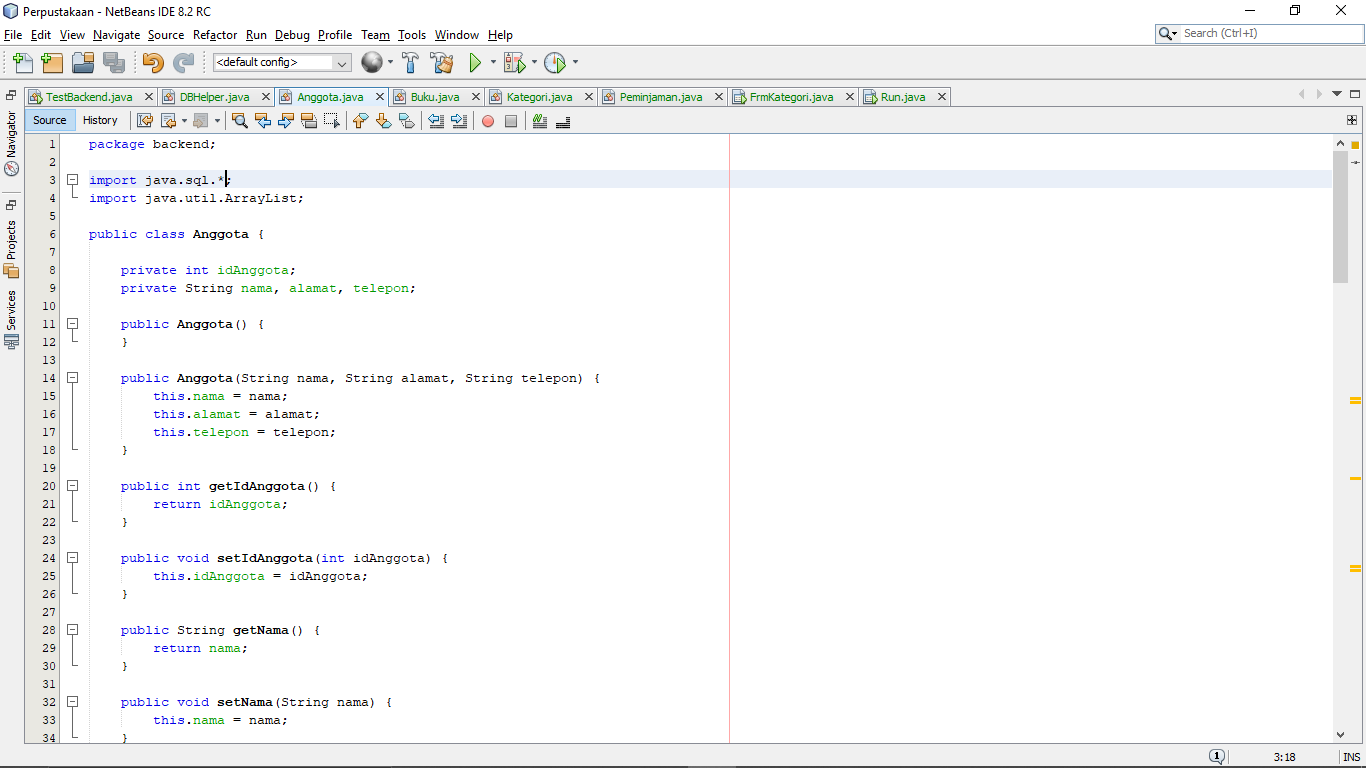 Perpustakaan - NetBeans IDE 8.2 RC
File Edit View Navigate Source Refactor Run Debug Profile Team Tools Window Help
Search (Ctrl+I)
<default config>
TestBackend.java DBHelper.java Anggota.java Buku.java Kategori.java Peminjaman.java FrmKategori.java Run.java
Source History
Navigator
Projects
Services
1 package backend;
2
3 import java.sql.*;
4 import java.util.ArrayList;
5
6 public class Anggota {
7
8 private int idAnggota;
9 private String nama, alamat, telepon;
10
11 public Anggota() {
12 }
13
14 public Anggota(String nama, String alamat, String telepon) {
15 this.nama = nama;
16 this.alamat = alamat;
17 this.telepon = telepon;
18 }
19
20 public int getIdAnggota() {
21 return idAnggota;
22 }
23
24 public void setIdAnggota(int idAnggota) {
25 this.idAnggota = idAnggota;
26 }
27
28 public String getNama() {
29 return nama;
30 }
31
32 public void setNama(String nama) {
33 this.nama = nama;
34 }
1 3:18 INS